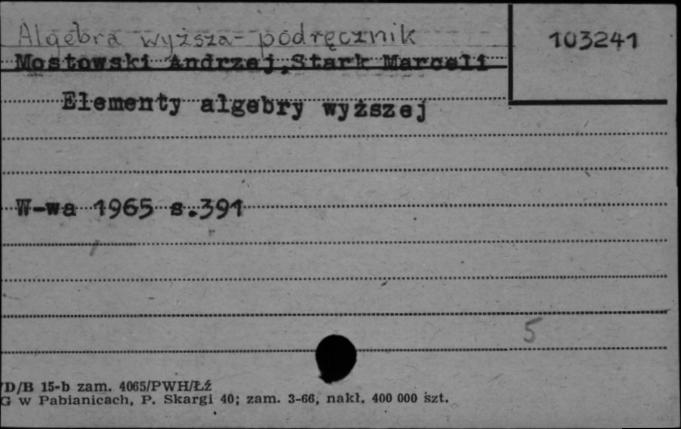 Algebra wyższa - podręcznik
103241
Mostowski Andrzej, Stark Marceli
Elementy algebry wyższej
W-wa 1965 s.391
5
D/B 15-b zam. 4065/PWH/Łź
G w Pabianicach, P. Skargi 40; zam. 3-66, nakł. 400 000 szt.